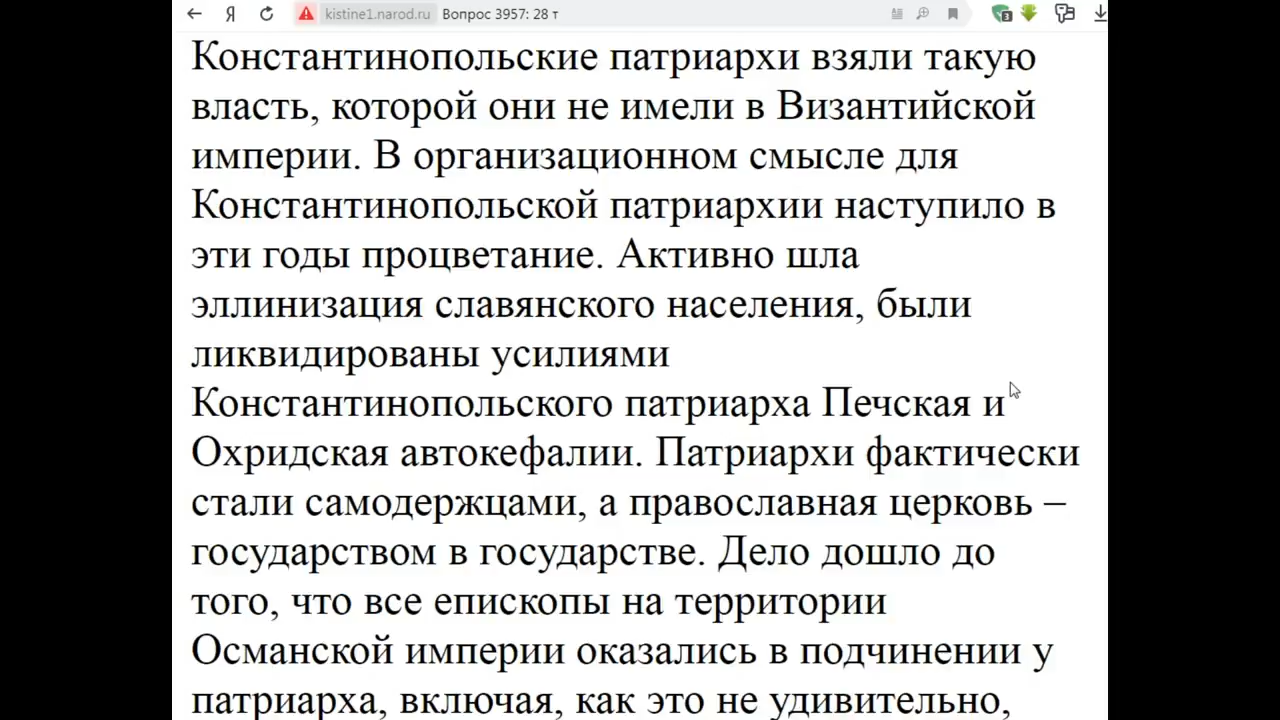 Я kistine1.narod.ru Вопрос 3957: 28 т 3
Константинопольские патриархи взяли такую
власть, которой они не имели в Византийской
империи. В организационном смысле для
Константинопольской патриархии наступило в
эти годы процветание. Активно шла
эллинизация славянского населения, были
ликвидированы усилиями
Константинопольского патриарха Печская и
Охридская автокефалии. Патриархи фактически
стали самодержцами, а православная церковь –
государством в государстве. Дело дошло до
того, что все епископы на территории
Османской империи оказались в подчинении у
патриарха, включая, как это не удивительно,